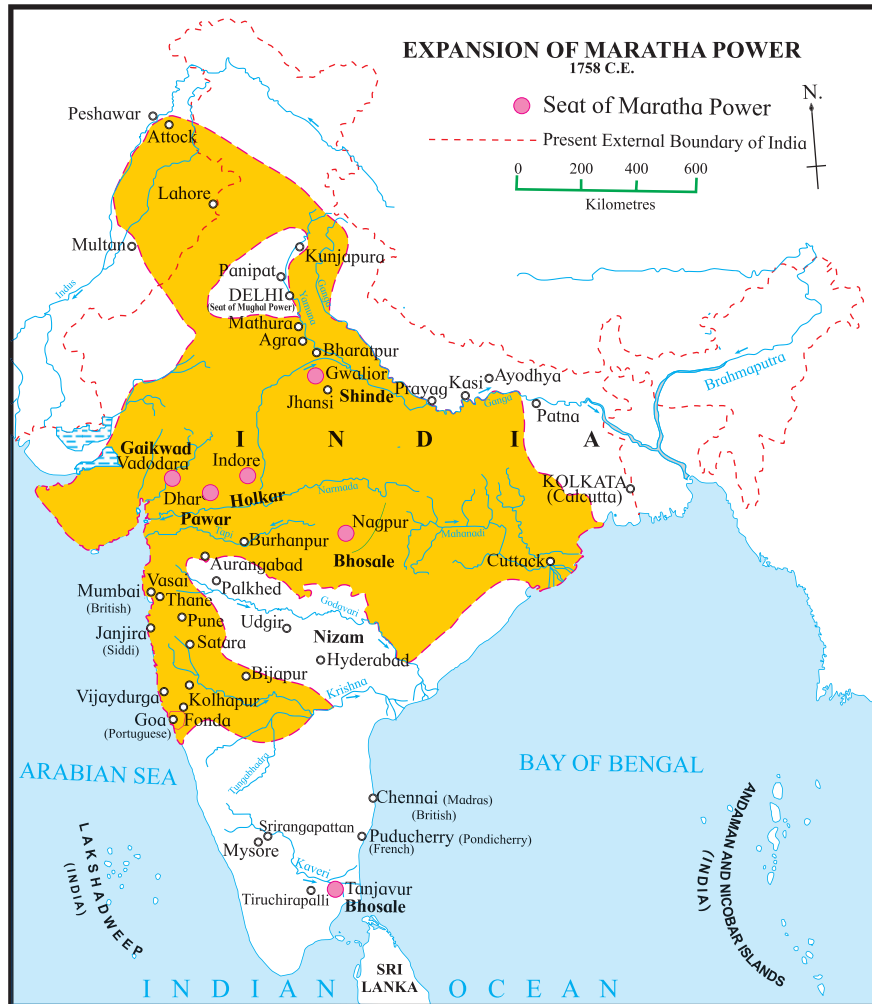 EXPANSION OF MARATHA POWER
1758 C.E.
Seat of Maratha Power
Present External Boundary of India
0 200 400 600
Kilometres
N.
Peshawar
Attock
Lahore
Multan
Indus
Kunjapura
Panipat
DELHI
(Seat of Mughal Power)
Yamuna
Ganga
Mathura
Agra
Bharatpur
Gwalior
Jhansi
Shinde
Prayag
Kasi
Ayodhya
Ganga
Patna
Brahmaputra
I N D I A
Gaikwad
Vadodara
Indore
Dhar
Holkar
Pawar
Narmada
Tapi
Burhanpur
Nagpur
Bhosale
Mahanadi
KOLKATA
(Calcutta)
Cuttack
Aurangabad
Palkhed
Vasai
Mumbai
(British)
Thane
Pune
Janjira
(Siddi)
Satara
Godavari
Udgir
Nizam
Hyderabad
Bijapur
Krishna
Vijaydurga
Kolhapur
Goa
(Portuguese)
Fonda
Tungabhadra
ARABIAN SEA
BAY OF BENGAL
Chennai (Madras)
(British)
Srirangapattan
Mysore
Puducherry (Pondicherry)
(French)
Kaveri
Tiruchirapalli
Tanjavur
Bhosale
LAKSHADWEEP
(INDIA)
ANDAMAN AND NICOBAR ISLANDS
(INDIA)
SRI
LANKA
INDIAN OCEAN